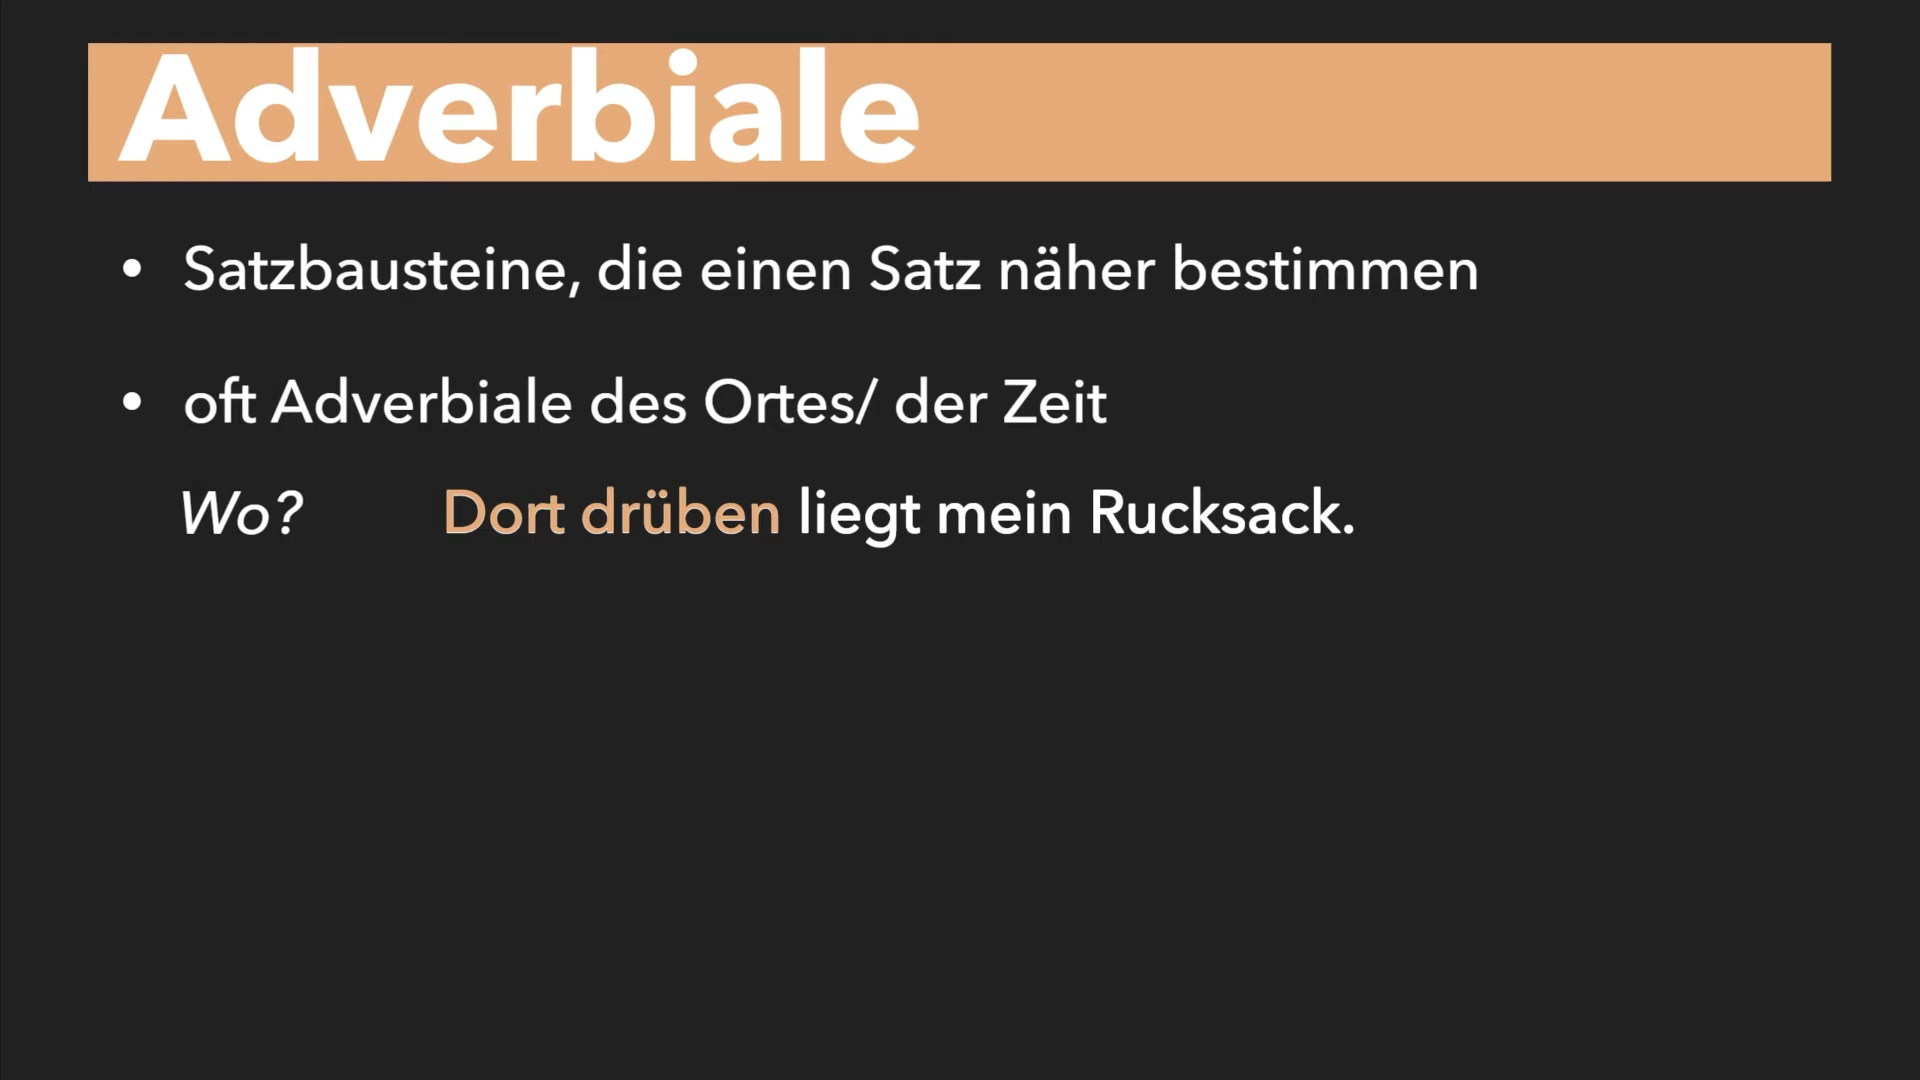 Adverbiale
• Satzbausteine, die einen Satz näher bestimmen
• oft Adverbiale des Ortes/ der Zeit
Wo? Dort drüben liegt mein Rucksack.